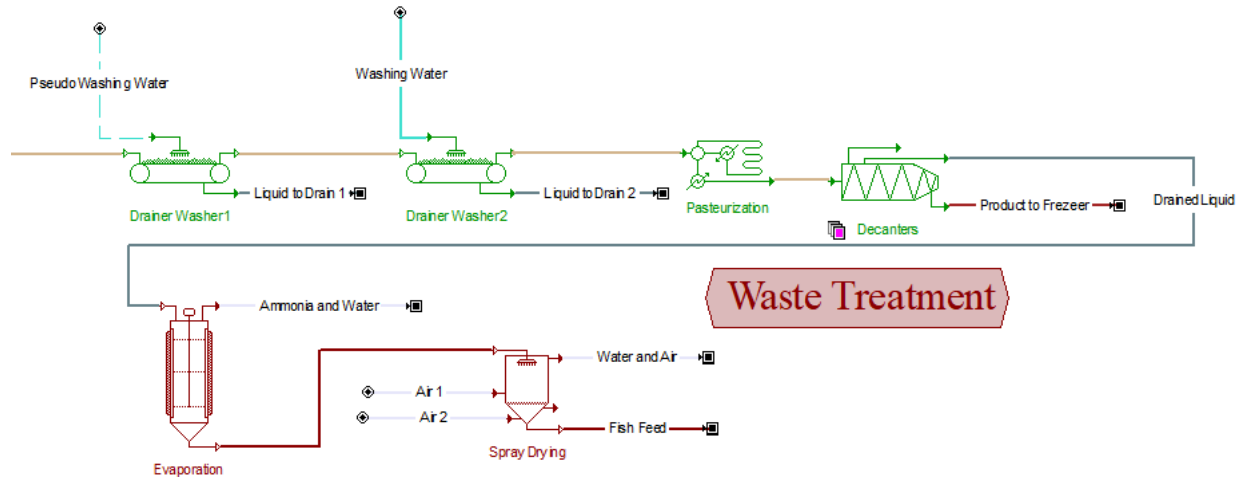 Pseudo Washing Water
Washing Water
Liquid to Drain 1
Liquid to Drain 2
Drainer Washer1
Drainer Washer2
Pasteurization
Product to Frezeer
Drained Liquid
Decanters
Waste Treatment
Ammonia and Water
Water and Air
Air 1
Air 2
Fish Feed
Spray Drying
Evaporation